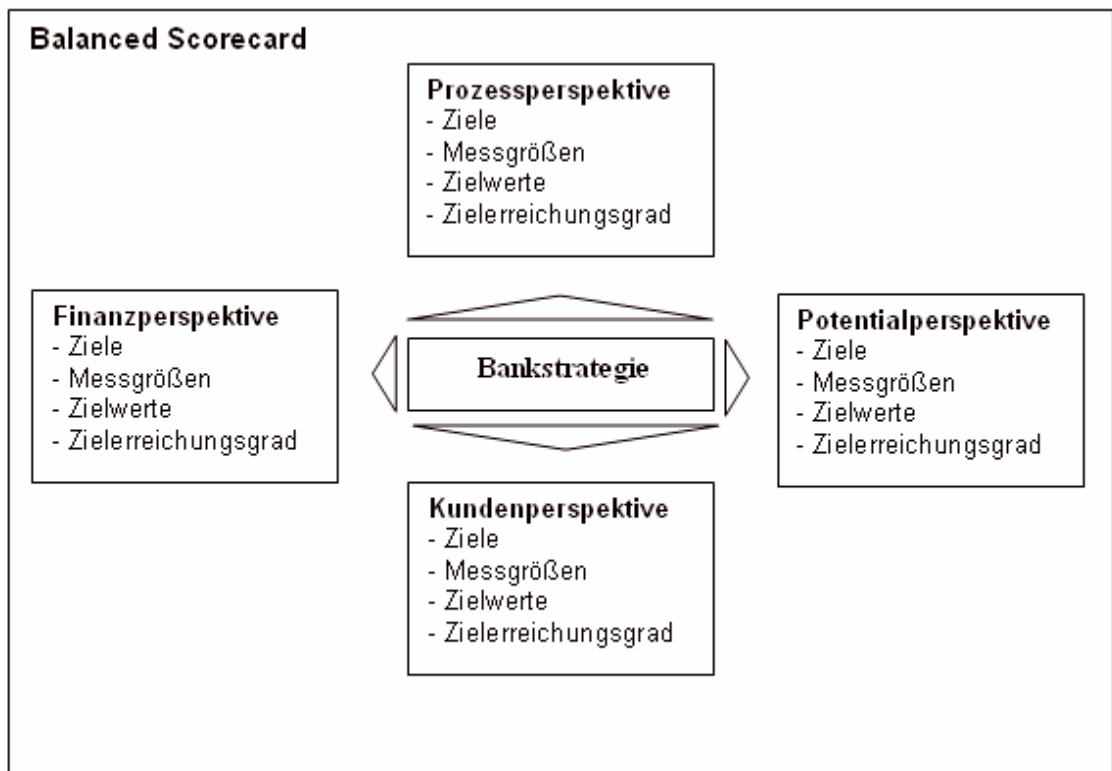 Balanced Scorecard
Prozessperspektive
- Ziele
- Messgrößen
- Zielwerte
- Zielerreichungsgrad
Finanzperspektive
- Ziele
- Messgrößen
- Zielwerte
- Zielerreichungsgrad
Bankstrategie
Potentialperspektive
- Ziele
- Messgrößen
- Zielwerte
- Zielerreichungsgrad
Kundenperspektive
- Ziele
- Messgrößen
- Zielwerte
- Zielerreichungsgrad